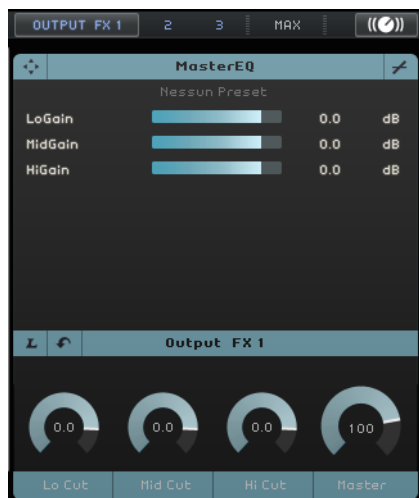 OUTPUT FX 1 2 3 MAX
MasterEQ
Nessun Preset
LoGain 0.0 dB
MidGain 0.0 dB
HiGain 0.0 dB
L Output FX 1
0.0 0.0 0.0 100
Lo Cut Mid Cut Hi Cut Master